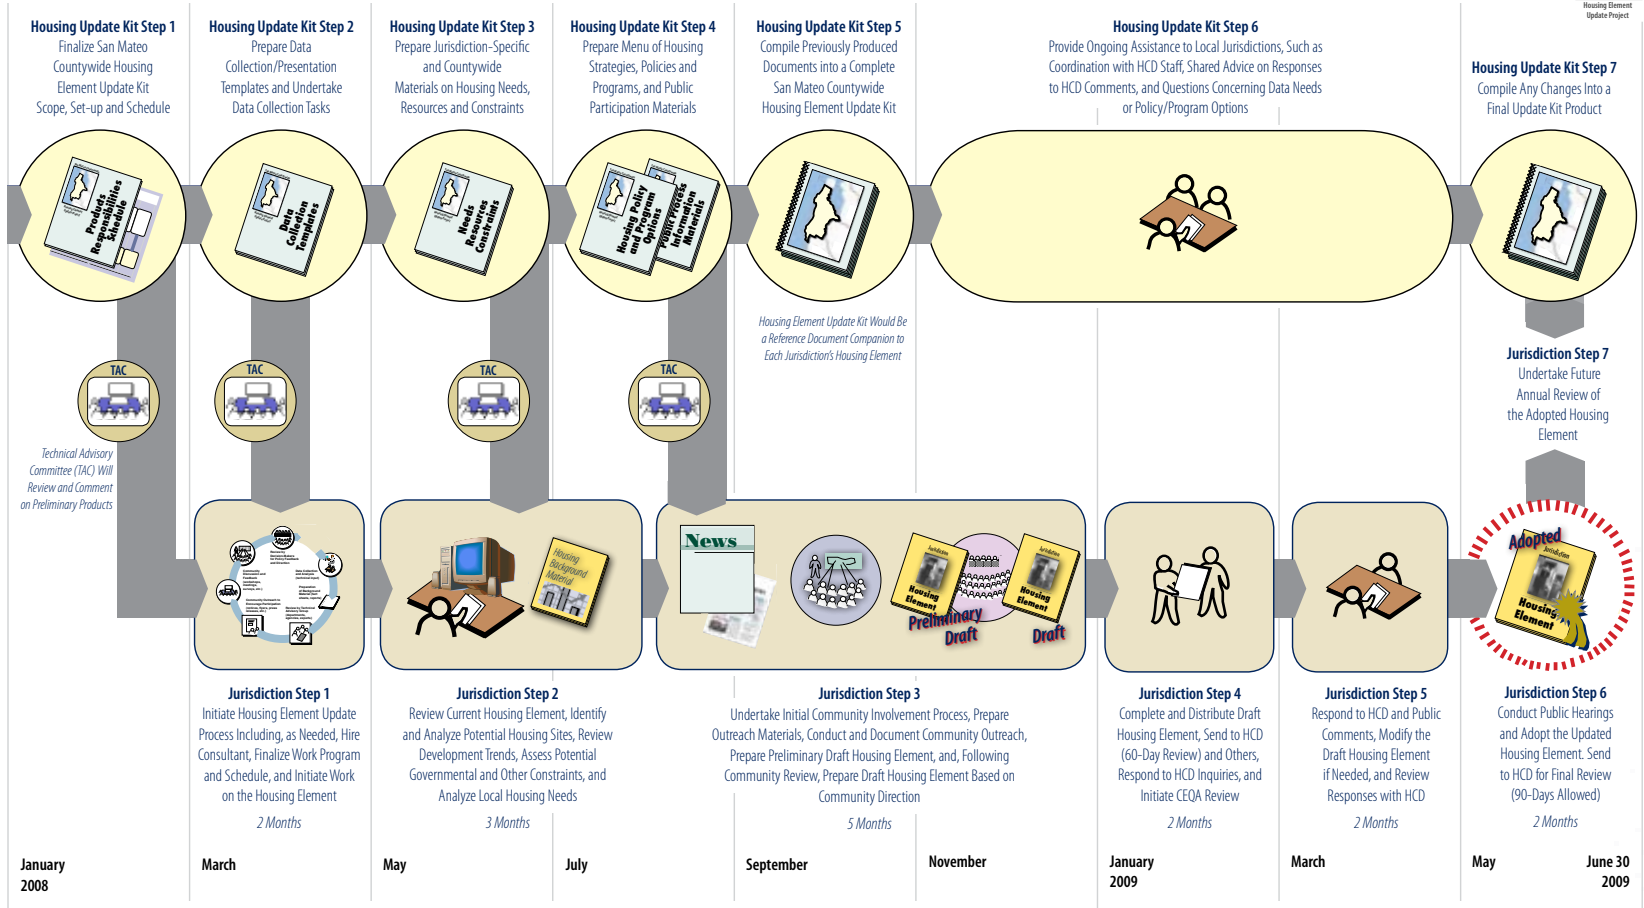 Housing Element
Update Project
Housing Update Kit Step 1
Finalize San Mateo
Countywide Housing
Element Update Kit
Scope, Set-up and Schedule
Housing Update Kit Step 2
Prepare Data
Collection/Presentation
Templates and Undertake
Data Collection Tasks
Housing Update Kit Step 3
Prepare Jurisdiction-Specific
and Countywide
Materials on Housing Needs,
Resources and Constraints
Housing Update Kit Step 4
Prepare Menu of Housing
Strategies, Policies and
Programs, and Public
Participation Materials
Housing Update Kit Step 5
Compile Previously Produced
Documents into a Complete
San Mateo Countywide
Housing Element Update Kit
Housing Update Kit Step 6
Provide Ongoing Assistance to Local Jurisdictions, Such as
Coordination with HCD Staff, Shared Advice on Responses
to HCD Comments, and Questions Concerning Data Needs
or Policy/Program Options
Housing Update Kit Step 7
Compile Any Changes Into a
Final Update Kit Product
Products
Responsibilities
Schedule
Data
Collection
Templates
Needs
Resources
Constraints
Housing Policy
and Program
Options
Public Process
Information
Materials
Housing Element Update Kit Would Be
a Reference Document Companion to
Each Jurisdiction's Housing Element
TAC
TAC
TAC
TAC
Technical Advisory
Committee (TAC) Will
Review and Comment
on Preliminary Products
Jurisdiction Step 7
Undertake Future
Annual Review of
the Adopted Housing
Element
Housing
Background
Material
News
Jurisdiction
Housing
Element
Preliminary
Draft
Jurisdiction
Housing
Element
Draft
Adopted
Jurisdiction
Housing
Element
Jurisdiction Step 1
Initiate Housing Element Update
Process Including, as Needed, Hire
Consultant, Finalize Work Program
and Schedule, and Initiate Work
on the Housing Element
2 Months
Jurisdiction Step 2
Review Current Housing Element, Identify
and Analyze Potential Housing Sites, Review
Development Trends, Assess Potential
Governmental and Other Constraints, and
Analyze Local Housing Needs
3 Months
Jurisdiction Step 3
Undertake Initial Community Involvement Process, Prepare
Outreach Materials, Conduct and Document Community Outreach,
Prepare Preliminary Draft Housing Element, and, Following
Community Review, Prepare Draft Housing Element Based on
Community Direction
5 Months
Jurisdiction Step 4
Complete and Distribute Draft
Housing Element, Send to HCD
(60-Day Review) and Others,
Respond to HCD Inquiries, and
Initiate CEQA Review
2 Months
Jurisdiction Step 5
Respond to HCD and Public
Comments, Modify the
Draft Housing Element
if Needed, and Review
Responses with HCD
2 Months
Jurisdiction Step 6
Conduct Public Hearings
and Adopt the Updated
Housing Element. Send
to HCD for Final Review
(90-Days Allowed)
2 Months
January
2008
March
May
July
September
November
January
2009
March
May
June 30
2009